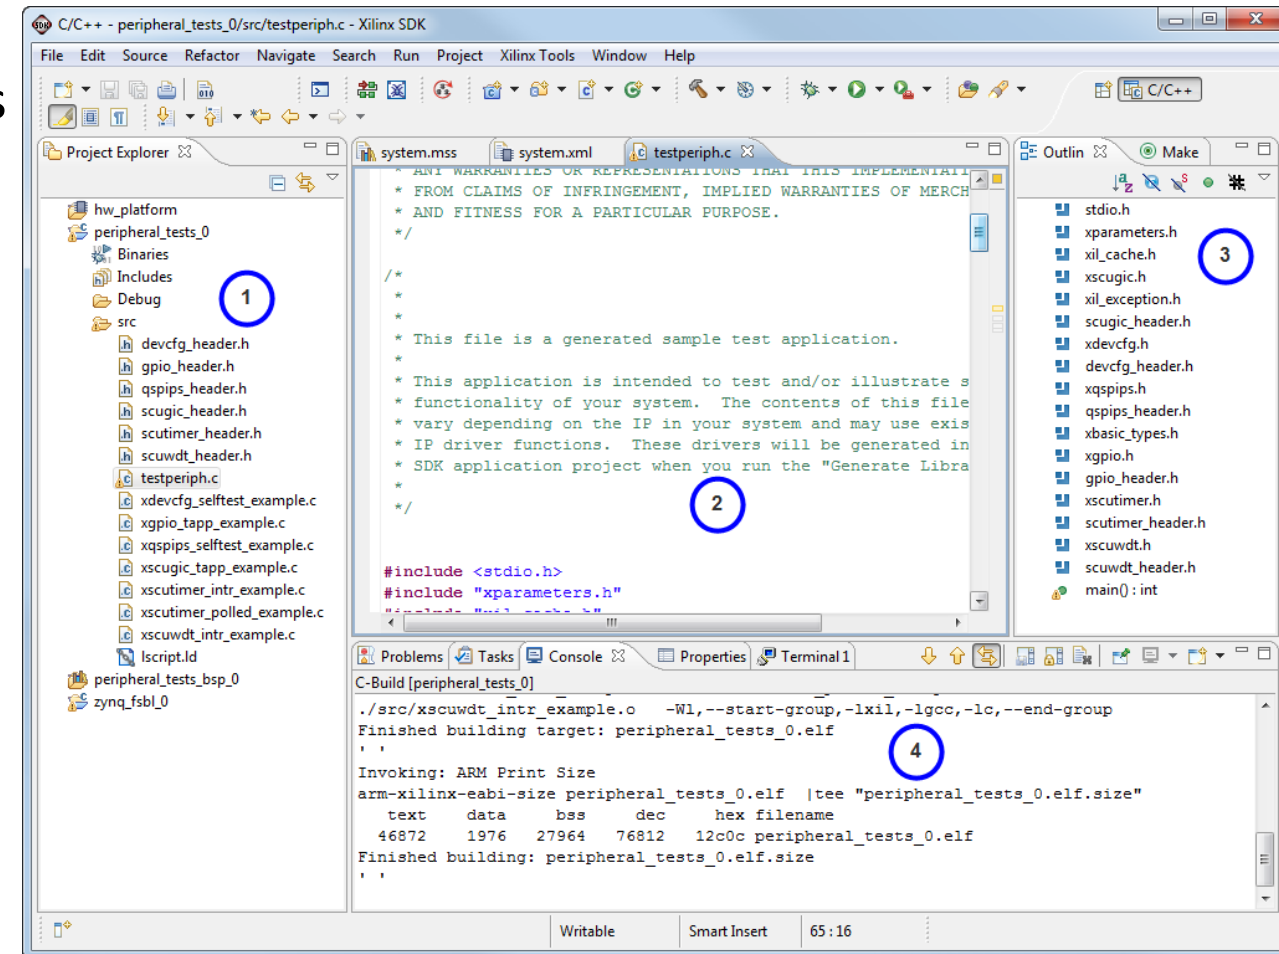 s
C/C++ - peripheral_tests_0/src/testperiph.c - Xilinx SDK
File Edit Source Refactor Navigate Search Run Project Xilinx Tools Window Help
C/C++
Project Explorer
hw_platform
peripheral_tests_0
Binaries
Includes
Debug
src
devcfg_header.h
gpio_header.h
qspips_header.h
scugic_header.h
scutimer_header.h
scuwdt_header.h
testperiph.c
xdevcfg_selftest_example.c
xgpio_tapp_example.c
xqspips_selftest_example.c
xscugic_tapp_example.c
xscutimer_intr_example.c
xscutimer_polled_example.c
xscuwdt_intr_example.c
lscript.ld
peripheral_tests_bsp_0
zynq_fsbl_0
1
system.mss system.xml testperiph.c
* ANY WARRANTIES OR REPRESENTATIONS THAT THIS IMPLEMENTATI
* FROM CLAIMS OF INFRINGEMENT, IMPLIED WARRANTIES OF MERCH
* AND FITNESS FOR A PARTICULAR PURPOSE.
*/
/*
*
*
* This file is a generated sample test application.
*
* This application is intended to test and/or illustrate s
* functionality of your system. The contents of this file
* vary depending on the IP in your system and may use exis
* IP driver functions. These drivers will be generated in
* SDK application project when you run the "Generate Libra
*
*/
#include <stdio.h>
#include "xparameters.h"
#include "xil_cache.h"
2
Outlin Make
stdio.h
xparameters.h
xil_cache.h
xscugic.h
xil_exception.h
scugic_header.h
xdevcfg.h
devcfg_header.h
xqspips.h
qspips_header.h
xbasic_types.h
xgpio.h
gpio_header.h
xscutimer.h
scutimer_header.h
xscuwdt.h
scuwdt_header.h
main() : int
3
Problems Tasks Console Properties Terminal 1
C-Build [peripheral_tests_0]
./src/xscuwdt_intr_example.o -Wl,--start-group,-lxil,-lgcc,-lc,--end-group
Finished building target: peripheral_tests_0.elf
' '
Invoking: ARM Print Size
arm-xilinx-eabi-size peripheral_tests_0.elf |tee "peripheral_tests_0.elf.size"
text data bss dec hex filename
46872 1976 27964 76812 12c0c peripheral_tests_0.elf
Finished building: peripheral_tests_0.elf.size
' '
4
Writable Smart Insert 65 : 16